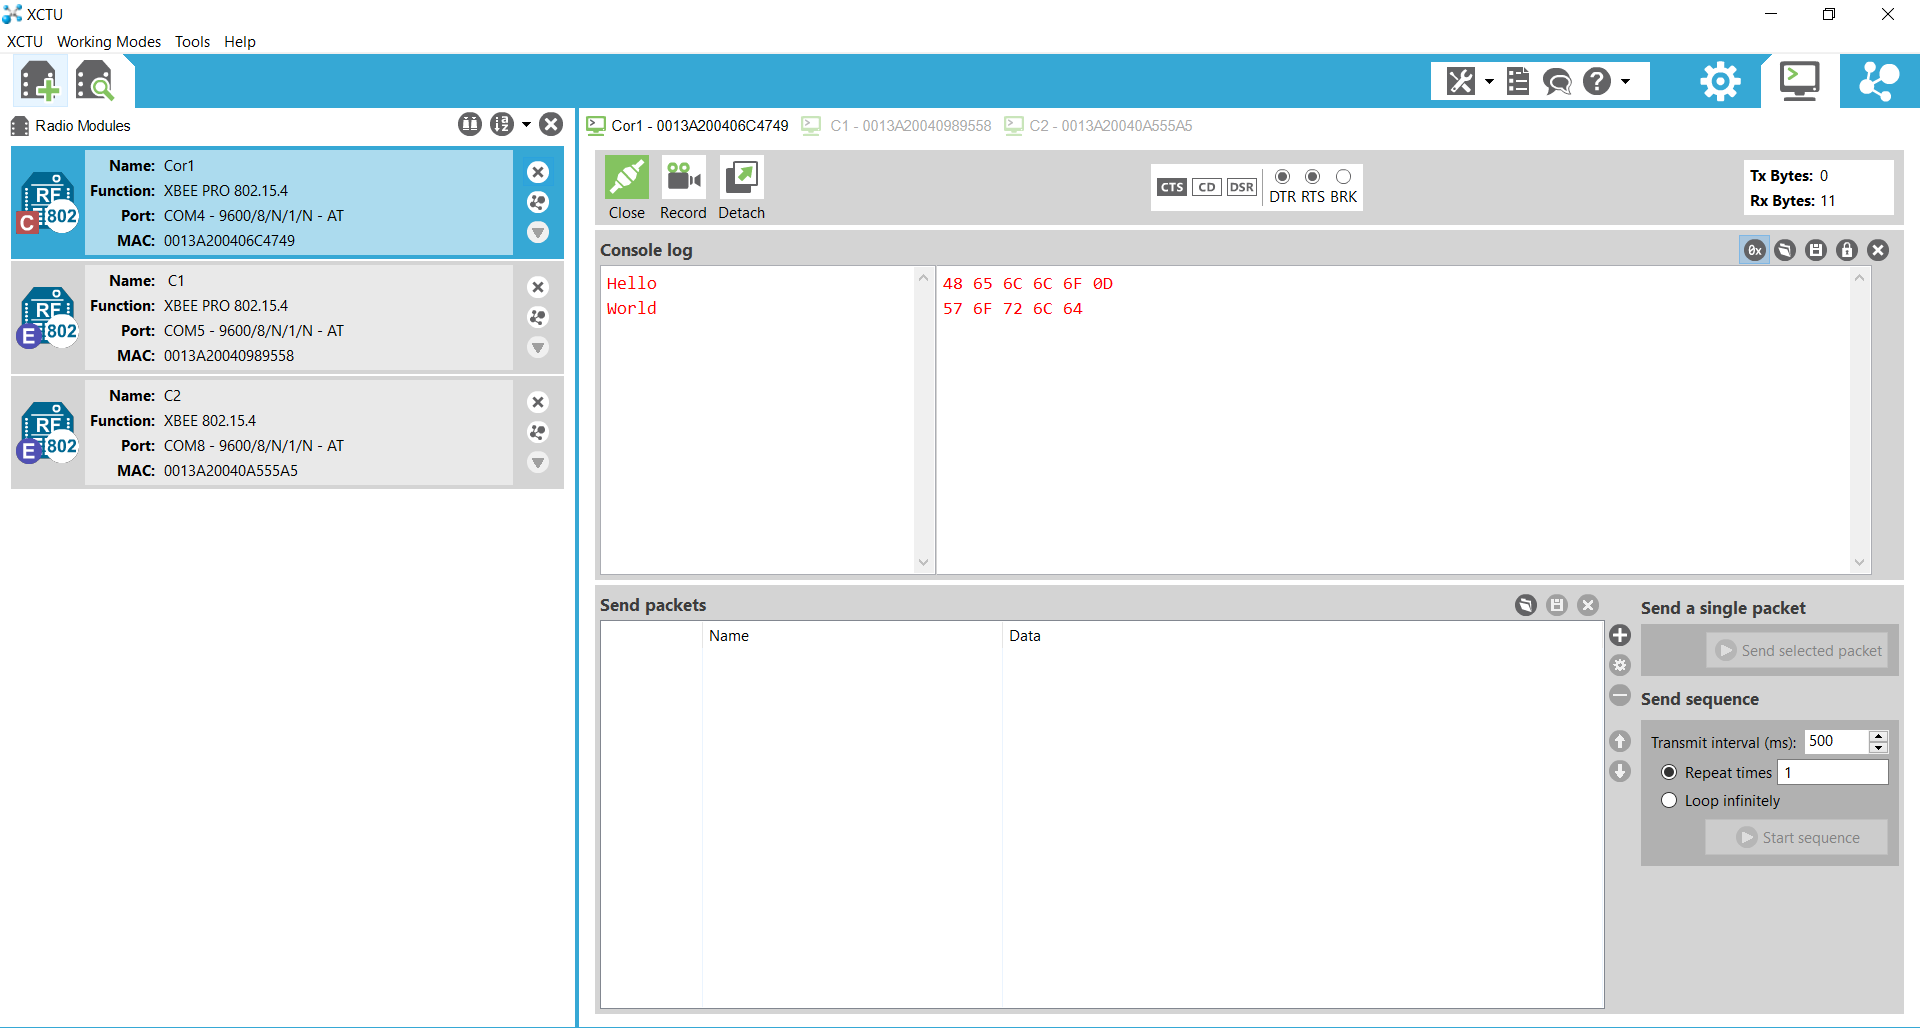 XCTU
XCTU Working Modes Tools Help
Radio Modules
Name: Cor1
Function: XBEE PRO 802.15.4
Port: COM4 - 9600/8/N/1/N - AT
MAC: 0013A200406C4749
RF
802
C
Name: C1
Function: XBEE PRO 802.15.4
Port: COM5 - 9600/8/N/1/N - AT
MAC: 0013A20040989558
RF
802
E
Name: C2
Function: XBEE 802.15.4
Port: COM8 - 9600/8/N/1/N - AT
MAC: 0013A20040A555A5
RF
802
E
Cor1 - 0013A200406C4749 C1 - 0013A20040989558 C2 - 0013A20040A555A5
Close Record Detach
CTS CD DSR DTR RTS BRK
Tx Bytes: 0
Rx Bytes: 11
Console log
0x
Hello 48 65 6C 6C 6F 0D
World 57 6F 72 6C 64
Send packets
Name Data
Send a single packet
Send selected packet
Send sequence
Transmit interval (ms): 500
Repeat times 1
Loop infinitely
Start sequence